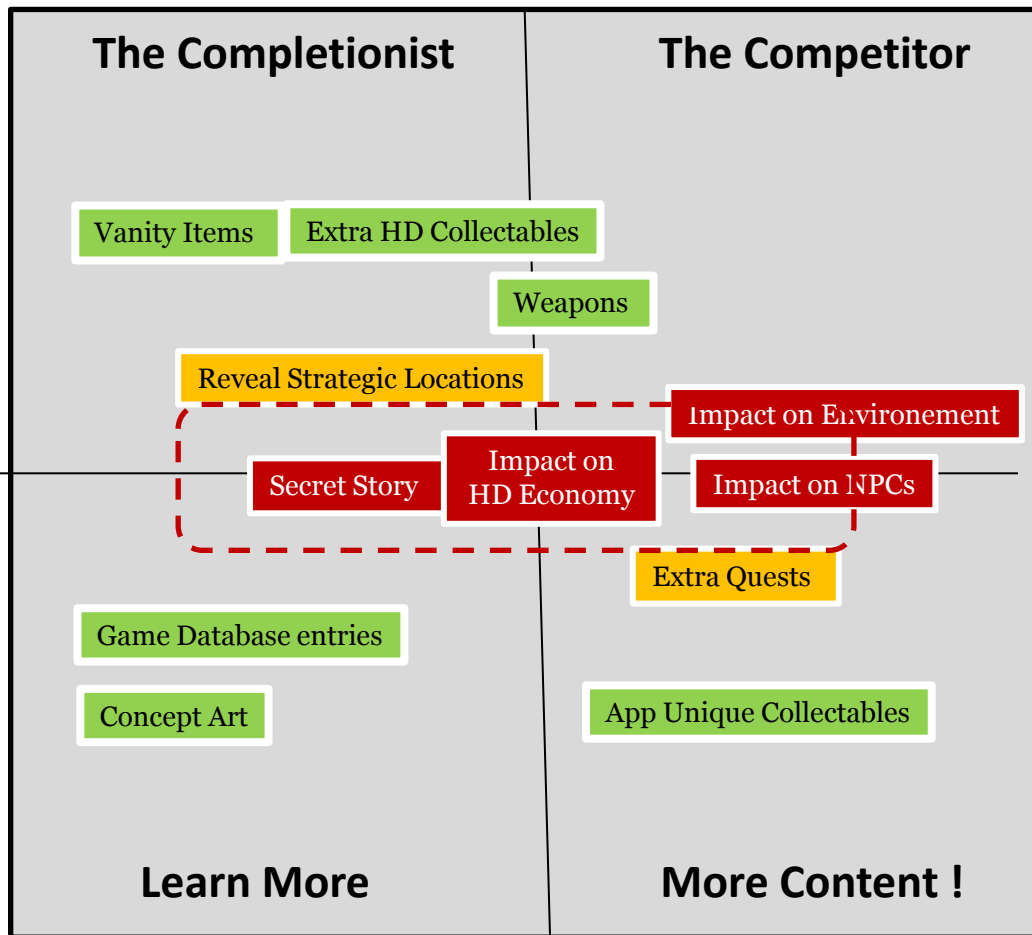 The Completionist
The Competitor
Vanity Items
Extra HD Collectables
Weapons
Reveal Strategic Locations
Impact on Environement
Secret Story
Impact on
HD Economy
Impact on NPCs
Extra Quests
Game Database entries
Concept Art
App Unique Collectables
Learn More
More Content !